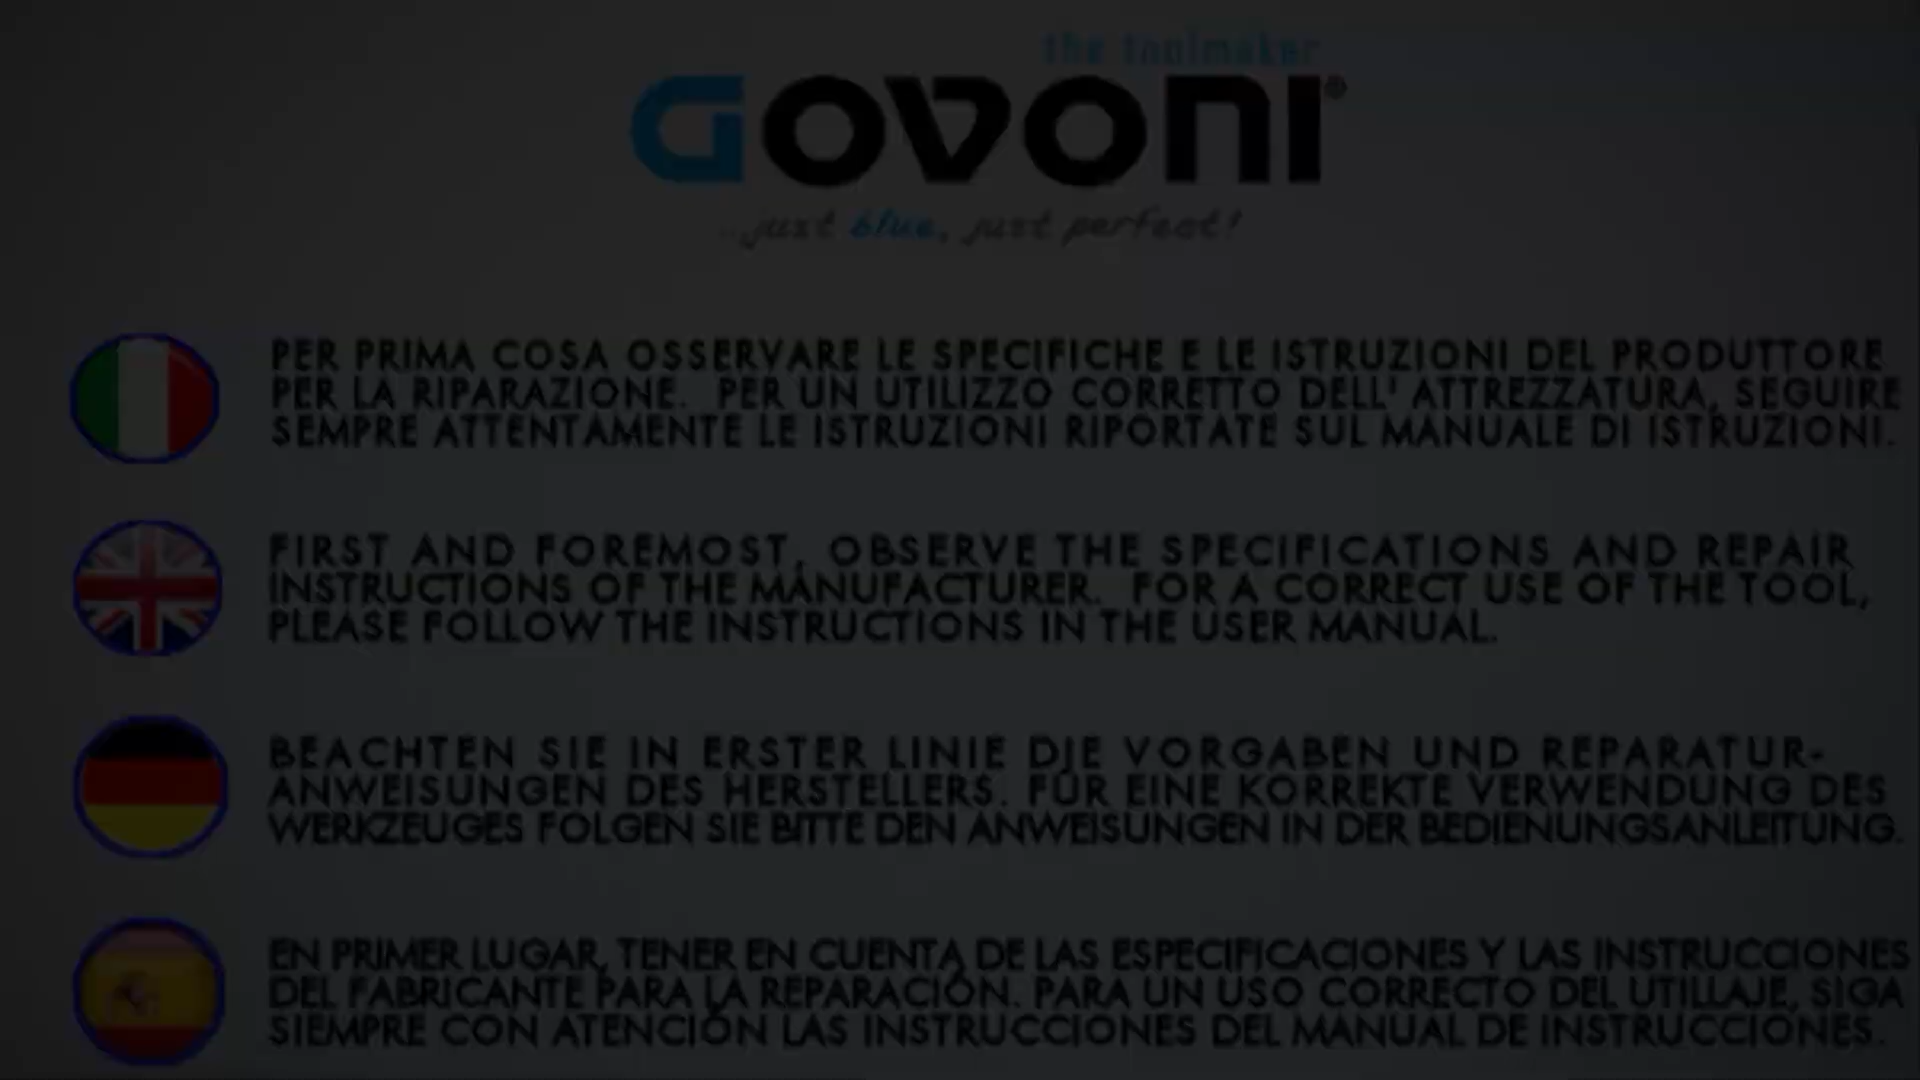 the toolmaker
GOVONI®
...just blue, just perfect!
PER PRIMA COSA OSSERVARE LE SPECIFICHE E LE ISTRUZIONI DEL PRODUTTORE
PER LA RIPARAZIONE. PER UN UTILIZZO CORRETTO DELL' ATTREZZATURA, SEGUIRE
SEMPRE ATTENTAMENTE LE ISTRUZIONI RIPORTATE SUL MANUALE DI ISTRUZIONI.
FIRST AND FOREMOST, OBSERVE THE SPECIFICATIONS AND REPAIR
INSTRUCTIONS OF THE MANUFACTURER. FOR A CORRECT USE OF THE TOOL,
PLEASE FOLLOW THE INSTRUCTIONS IN THE USER MANUAL.
BEACHTEN SIE IN ERSTER LINIE DIE VORGABEN UND REPARATUR-
ANWEISUNGEN DES HERSTELLERS. FÜR EINE KORREKTE VERWENDUNG DES
WERKZEUGES FOLGEN SIE BITTE DEN ANWEISUNGEN IN DER BEDIENUNGSANLEITUNG.
EN PRIMER LUGAR, TENER EN CUENTA DE LAS ESPECIFICACIONES Y LAS INSTRUCCIONES
DEL FABRICANTE PARA LA REPARACIÓN. PARA UN USO CORRECTO DEL UTILLAJE, SIGA
SIEMPRE CON ATENCIÓN LAS INSTRUCCIONES DEL MANUAL DE INSTRUCCIONES.